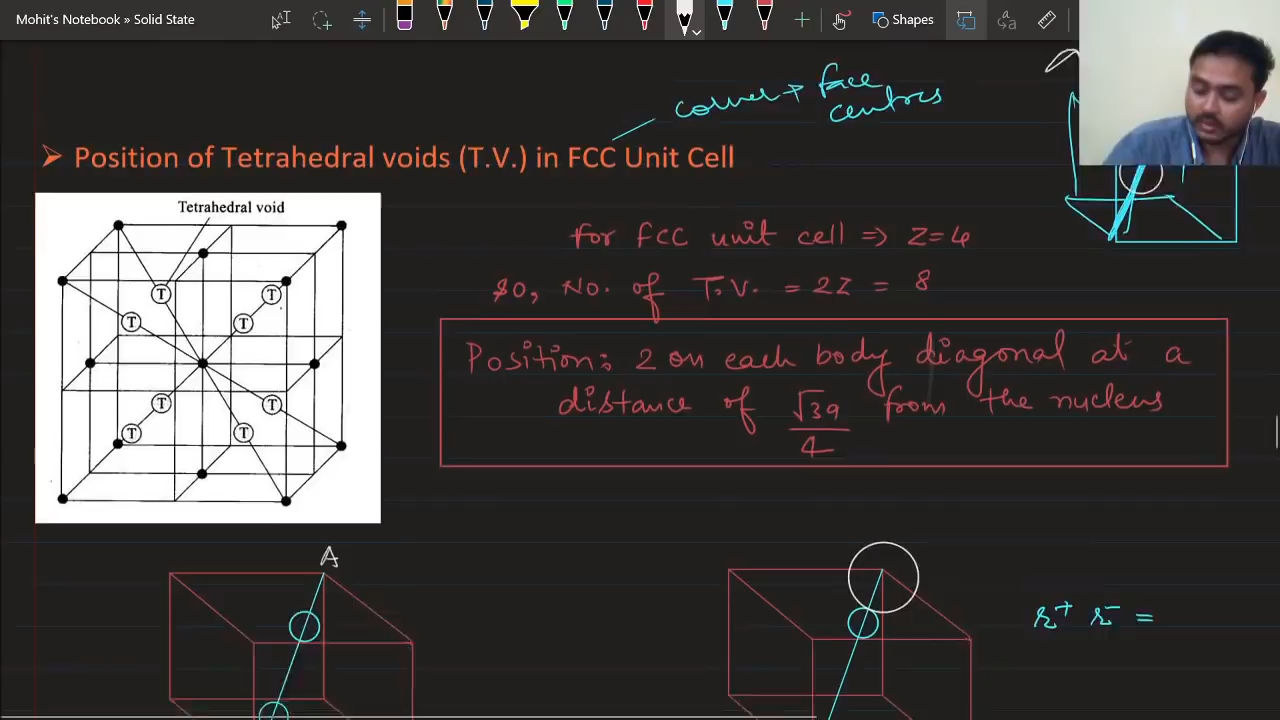 Mohit's Notebook » Solid State
Shapes
corner → face
centres
➤ Position of Tetrahedral voids (T.V.) in FCC Unit Cell
Tetrahedral void
T T
T T
T T
T T
For FCC unit cell ⇒ Z=4
SO, No. of T.V. = 2Z = 8
Position: 2 on each body diagonal at a
distance of √3a/4 from the nucleus
A
r⁺ r⁻ =